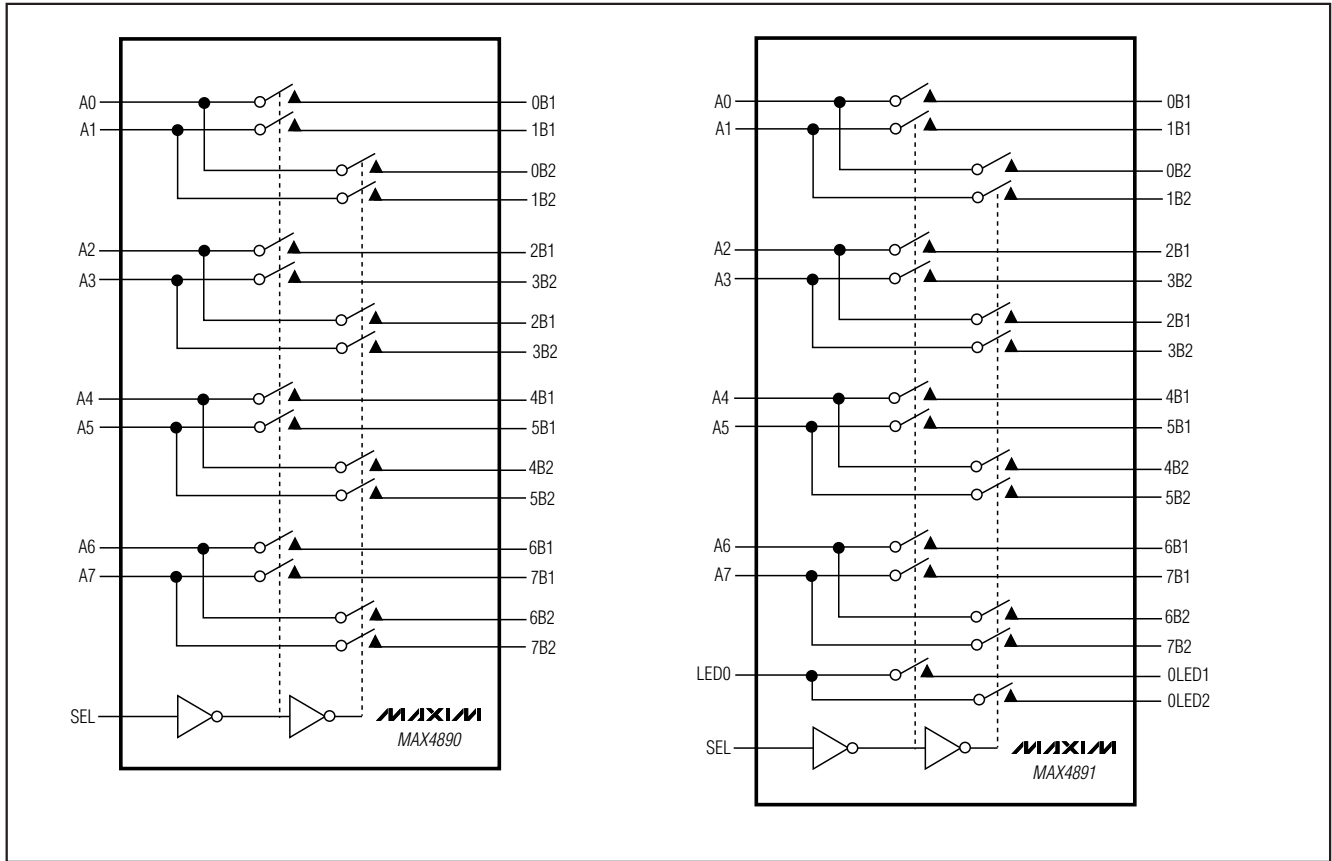 A0
0B1
A1
1B1
0B2
1B2
A2
2B1
A3
3B2
2B1
3B2
A4
4B1
A5
5B1
4B2
5B2
A6
6B1
A7
7B1
6B2
7B2
SEL
MAXIM
MAX4890
A0
0B1
A1
1B1
0B2
1B2
A2
2B1
A3
3B2
2B1
3B2
A4
4B1
A5
5B1
4B2
5B2
A6
6B1
A7
7B1
6B2
7B2
LED0
0LED1
0LED2
SEL
MAXIM
MAX4891